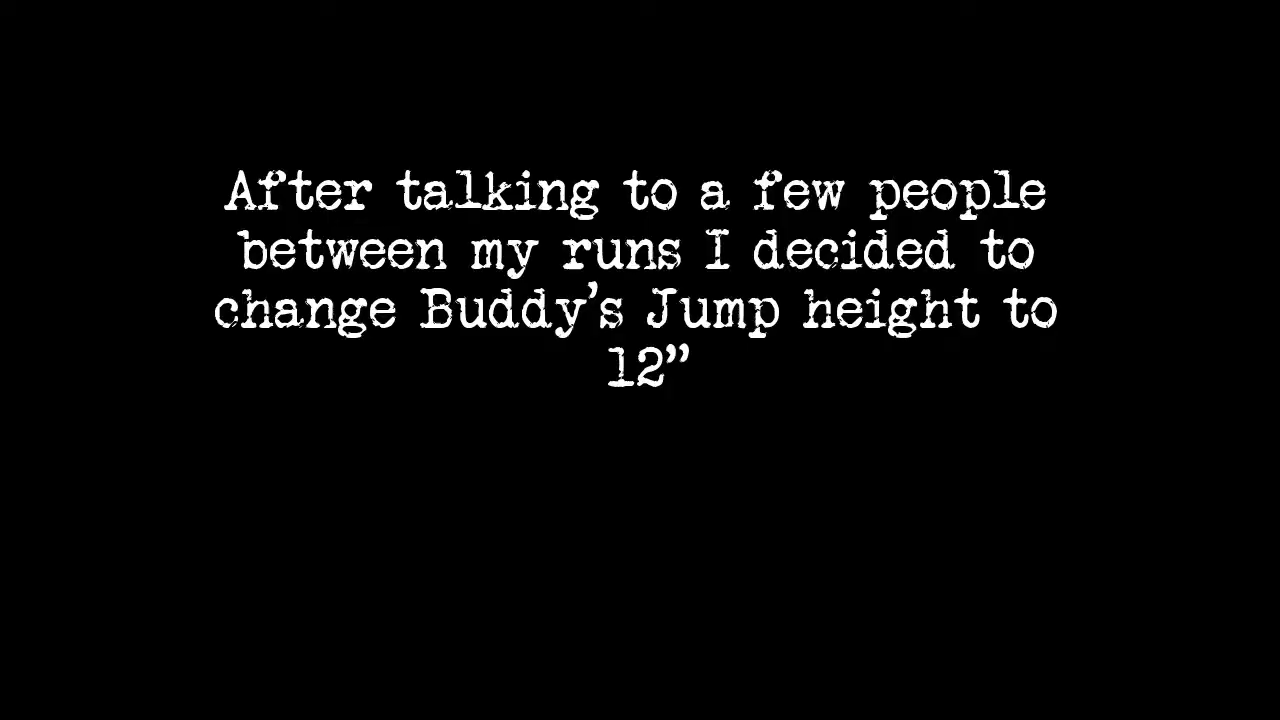 After talking to a few people
between my runs I decided to
change Buddy's Jump height to
12”